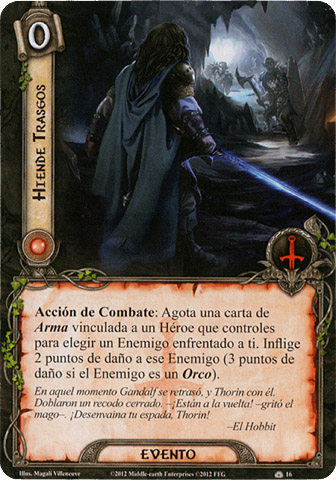 0
Hiende Trasgos
Acción de Combate: Agota una carta de
Arma vinculada a un Héroe que controles
para elegir un Enemigo enfrentado a ti. Inflige
2 puntos de daño a ese Enemigo (3 puntos de
daño si el Enemigo es un Orco).
En aquel momento Gandalf se retrasó, y Thorin con él.
Doblaron un recodo cerrado. –¡Están a la vuelta! –gritó el
mago–. ¡Desenvaina tu espada, Thorin!
–El Hobbit
EVENTO
Illus. Magali Villeneuve
©2012 Middle-earth Enterprises ©2012 FFG
16